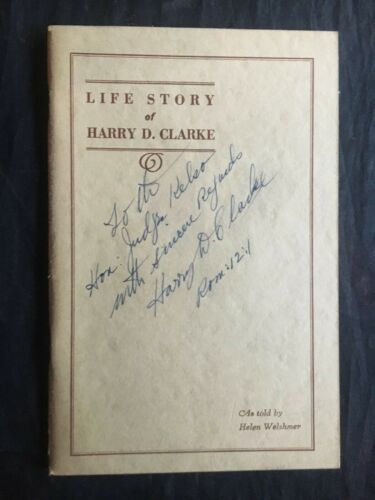 LIFE STORY
of
HARRY D. CLARKE
To the
Hon: Judge Kelso
with Sincere Regards
Harry D. Clarke
Rom: 12:1
As told by
Helen Welshmer